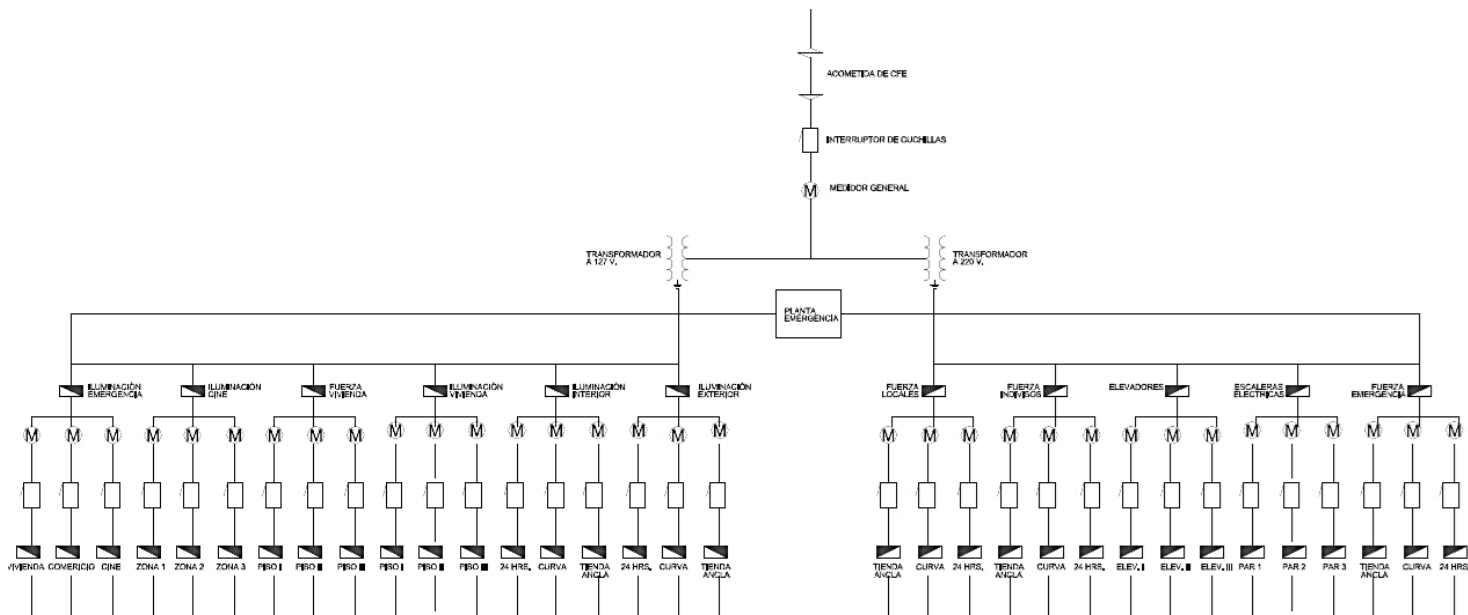 ACOMETIDA DE CFE
INTERRUPTOR DE CUCHILLAS
M
MEDIDOR GENERAL
TRANSFORMADOR
A 127 V.
TRANSFORMADOR
A 220 V.
PLANTA
EMERGENCIA
ILUMINACIÓN
EMERGENCIA
ILUMINACIÓN
CINE
FUERZA
VIVIENDA
ILUMINACIÓN
VIVIENDA
ILUMINACIÓN
INTERIOR
ILUMINACIÓN
EXTERIOR
FUERZA
LOCALES
FUERZA
INDIVISOS
ELEVADORES
ESCALERAS
ELECTRICAS
FUERZA
EMERGENCIA
M M M M M M M M M M M M M M M M M M M M M M M M M M M M M M M M M
VIVIENDA
COMERICIO
CINE
ZONA 1
ZONA 2
ZONA 3
PISO I
PISO II
PISO III
PISO I
PISO II
PISO III
24 HRS.
CURVA
TIENDA
ANCLA
24 HRS.
CURVA
TIENDA
ANCLA
TIENDA
ANCLA
CURVA
24 HRS.
TIENDA
ANCLA
CURVA
24 HRS.
ELEV. I
ELEV. II
ELEV. III
PAR 1
PAR 2
PAR 3
TIENDA
ANCLA
CURVA
24 HRS